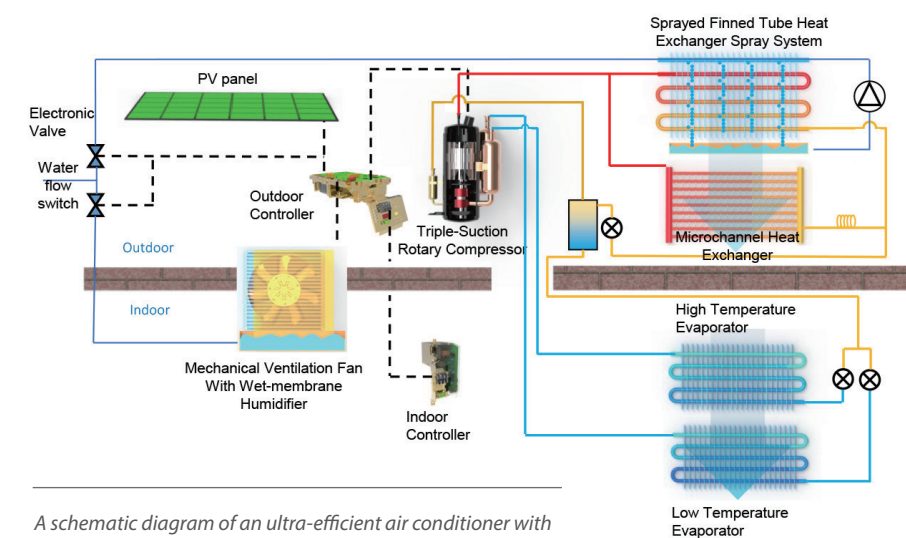 Sprayed Finned Tube Heat
Exchanger Spray System
PV panel
Electronic
Valve
Water
flow
switch
Outdoor
Controller
Triple-Suction
Rotary Compressor
Microchannel Heat
Exchanger
Outdoor
Indoor
High Temperature
Evaporator
Mechanical Ventilation Fan
With Wet-membrane
Humidifier
Indoor
Controller
Low Temperature
Evaporator
A schematic diagram of an ultra-efficient air conditioner with